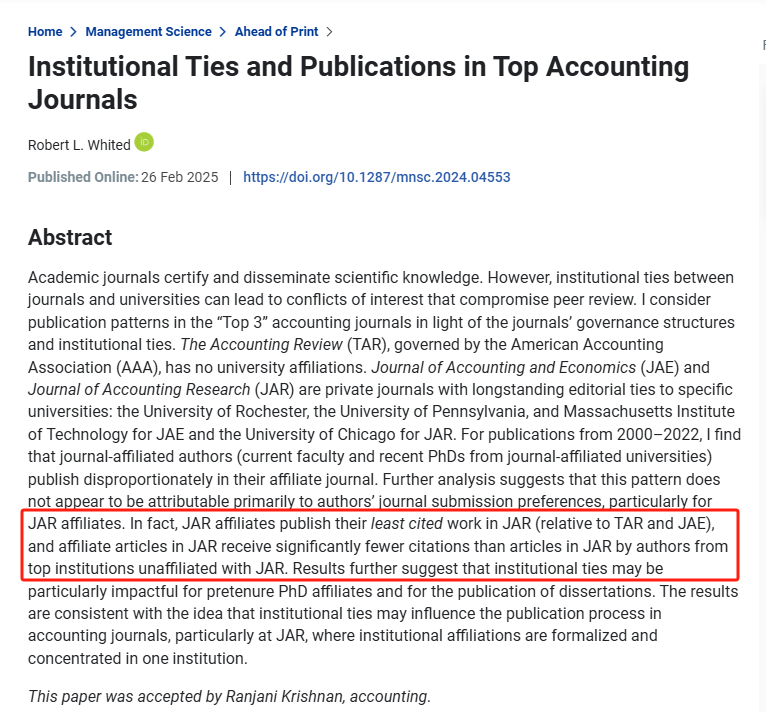 Home > Management Science > Ahead of Print >
Institutional Ties and Publications in Top Accounting
Journals
Robert L. Whited iD
Published Online: 26 Feb 2025 | https://doi.org/10.1287/mnsc.2024.04553
Abstract
Academic journals certify and disseminate scientific knowledge. However, institutional ties between
journals and universities can lead to conflicts of interest that compromise peer review. I consider
publication patterns in the “Top 3” accounting journals in light of the journals’ governance structures
and institutional ties. The Accounting Review (TAR), governed by the American Accounting
Association (AAA), has no university affiliations. Journal of Accounting and Economics (JAE) and
Journal of Accounting Research (JAR) are private journals with longstanding editorial ties to specific
universities: the University of Rochester, the University of Pennsylvania, and Massachusetts Institute
of Technology for JAE and the University of Chicago for JAR. For publications from 2000–2022, I find
that journal-affiliated authors (current faculty and recent PhDs from journal-affiliated universities)
publish disproportionately in their affiliate journal. Further analysis suggests that this pattern does
not appear to be attributable primarily to authors’ journal submission preferences, particularly for
JAR affiliates. In fact, JAR affiliates publish their least cited work in JAR (relative to TAR and JAE),
and affiliate articles in JAR receive significantly fewer citations than articles in JAR by authors from
top institutions unaffiliated with JAR. Results further suggest that institutional ties may be
particularly impactful for pretenure PhD affiliates and for the publication of dissertations. The results
are consistent with the idea that institutional ties may influence the publication process in
accounting journals, particularly at JAR, where institutional affiliations are formalized and
concentrated in one institution.
This paper was accepted by Ranjani Krishnan, accounting.